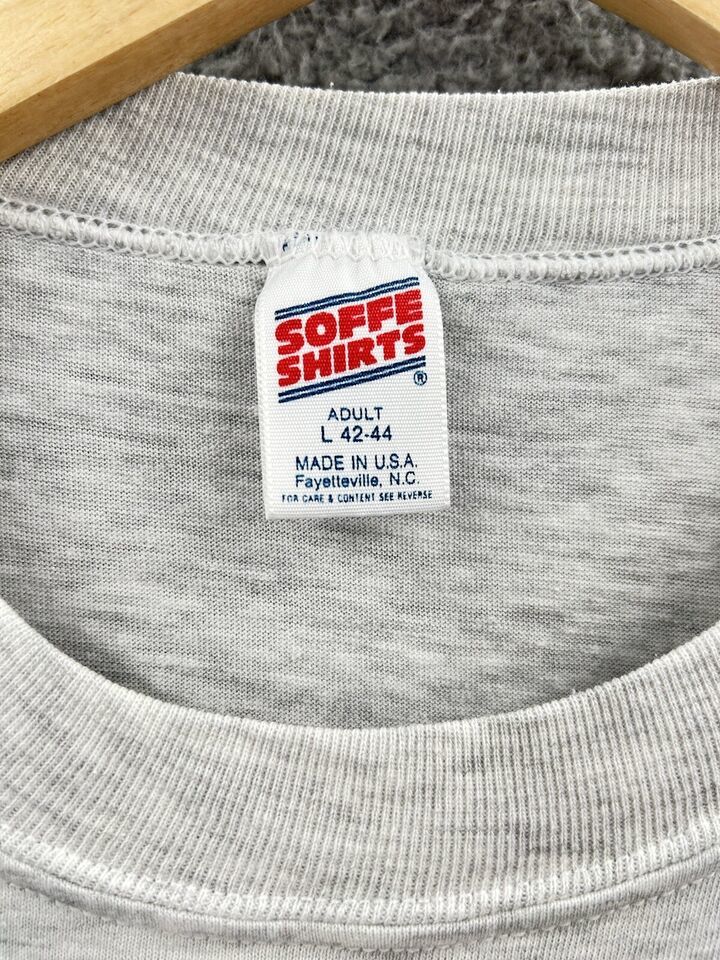 SOFFE
SHIRTS
®
ADULT
L 42-44
MADE IN U.S.A.
Fayetteville, N.C.
FOR CARE & CONTENT SEE REVERSE